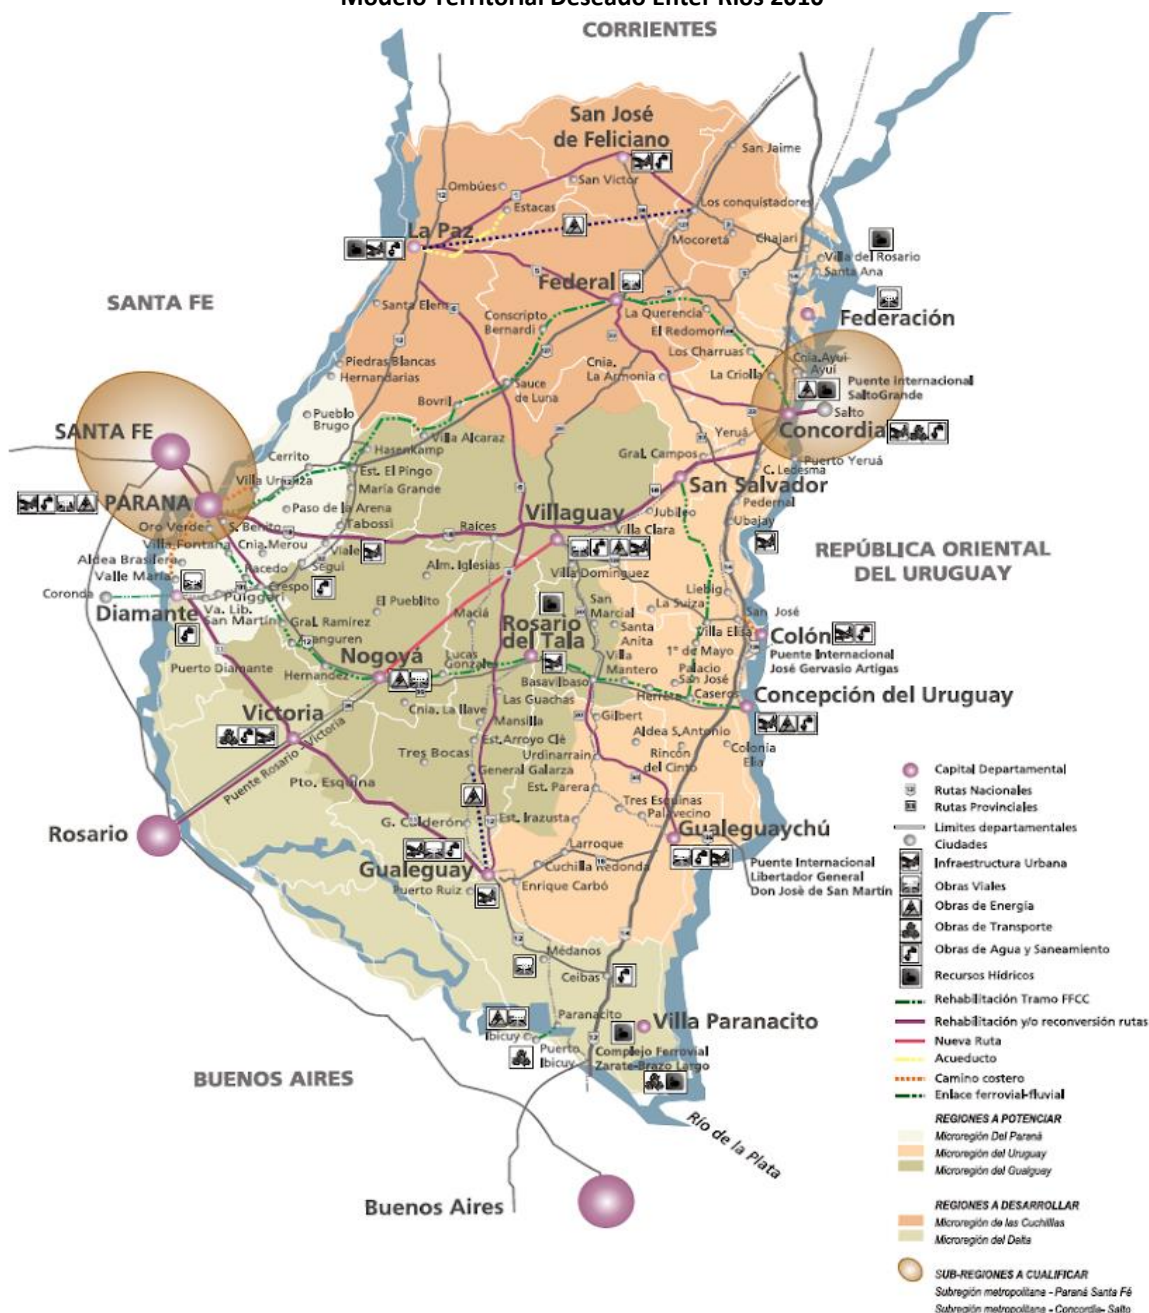 Modelo Territorial Deseado Enter Ríos 2016
CORRIENTES
San José
de Feliciano
San Jaime
San Victor
Ombúes
Estacas
Los conquistadores
La Paz
Mocoretá
Chajari
Villa del Rosario
Santa Ana
SANTA FE
Federal
Santa Elena
Conscripto
Bernardi
La Querencia
El Redomon
Federación
Los Charruas
Cnia. Ayui-
Ayui
Piedras Blancas
Hernandarias
Cnia.
La Armonia
La Criolla
Puente Internacional
SaltoGrande
Sauce
de Luna
Bovril
Salto
Pueblo
Brugo
Concordia
SANTA FE
Villa Alcaraz
Yeruá
Hasenkamp
Cerrito
Gral. Campos
Puerto Yeruá
Est. El Pingo
C. Ledesma
Villa Urquiza
María Grande
San Salvador
PARANA
Paso de la Arena
Pedernal
Villaguay
Jubileo
Oro Verde
S. Benito
Tabossi
Raíces
Villa Clara
Ubajay
Villa Fontana
Cnia.Merou
Viale
REPÚBLICA ORIENTAL
DEL URUGUAY
Aldea Brasilera
Racedo
Segui
Alm. Iglesias
Villa Dominguez
Valle María
Crespo
Liebig
Coronda
Puiggari
El Pueblito
San
Marcial
La Suiza
San José
Diamante
Va. Lib.
San Martín
Gral. Ramírez
Maciá
Rosario
del Tala
Santa
Anita
Villa Elisa
Colón
Aranguren
Nogoyá
Lucas
Gonzalez
Villa
Mantero
1° de Mayo
Puente Internacional
José Gervasio Artigas
Puerto Diamante
Hernandez
Basavilbaso
Palacio
San José
Las Guachas
Herrera
Caseros
Concepción del Uruguay
Victoria
Cnia. La llave
Mansilla
Gilbert
Puente Rosario Victoria
Est.Arroyo Clé
Aldea S.Antonio
Tres Bocas
Urdinarrain
Rincón
del Cinto
Colonia
Elia
Pto. Esquina
General Galarza
Est. Parera
Rosario
G. Calderón
Est. Irazusta
Tres Esquinas
Palavecino
Gualeguaychú
Larroque
Gualeguay
Cuchilla Redonda
Puente Internacional
Libertador General
Don Josè de San Martín
Puerto Ruiz
Enrique Carbó
Médanos
Ceibas
Paranacito
Villa Paranacito
Ibicuy
Puerto
Ibicuy
Complejo Ferrovial
Zarate-Brazo Largo
BUENOS AIRES
Río de la Plata
Buenos Aires
Capital Departamental
Rutas Nacionales
Rutas Provinciales
Limites departamentales
Ciudades
Infraestructura Urbana
Obras Viales
Obras de Energía
Obras de Transporte
Obras de Agua y Saneamiento
Recursos Hídricos
Rehabilitación Tramo FFCC
Rehabilitación y/o reconversión rutas
Nueva Ruta
Acueducto
Camino costero
Enlace ferrovial-fluvial
REGIONES A POTENCIAR
Microregión Del Paraná
Microregión del Uruguay
Microregión del Gualguay
REGIONES A DESARROLLAR
Microregión de las Cuchilllas
Microregión del Delta
SUB-REGIONES A CUALIFICAR
Subregión metropolitana - Paraná Santa Fé
Subregión metropolitana - Concordia- Salto